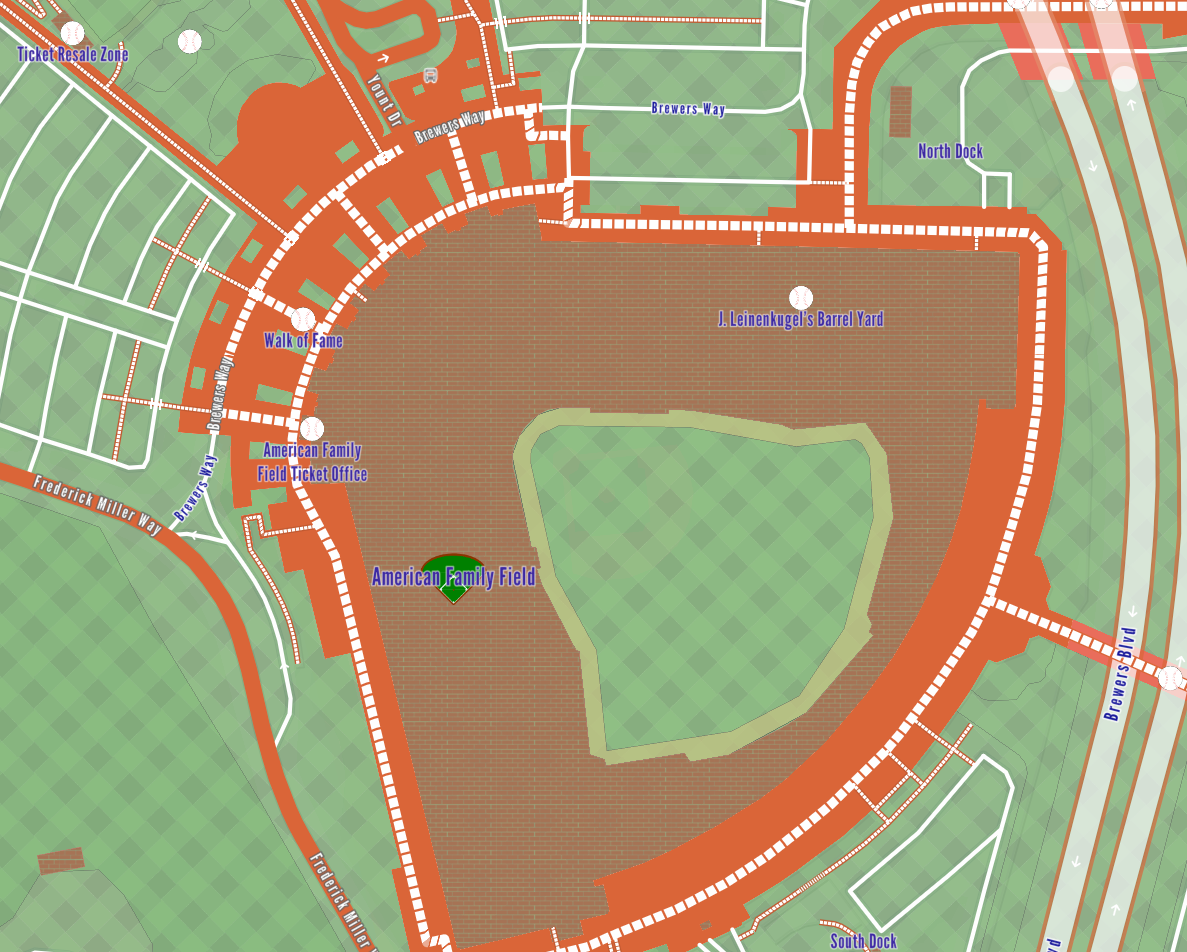 Ticket Resale Zone
Yount Dr
Brewers Way
Brewers Way
North Dock
J. Leinenkugel's Barrel Yard
Walk of Fame
Brewers Way
American Family
Field Ticket Office
Brewers Way
Frederick Miller Way
American Family Field
Brewers Blvd
Frederick Miller
South Dock
rd